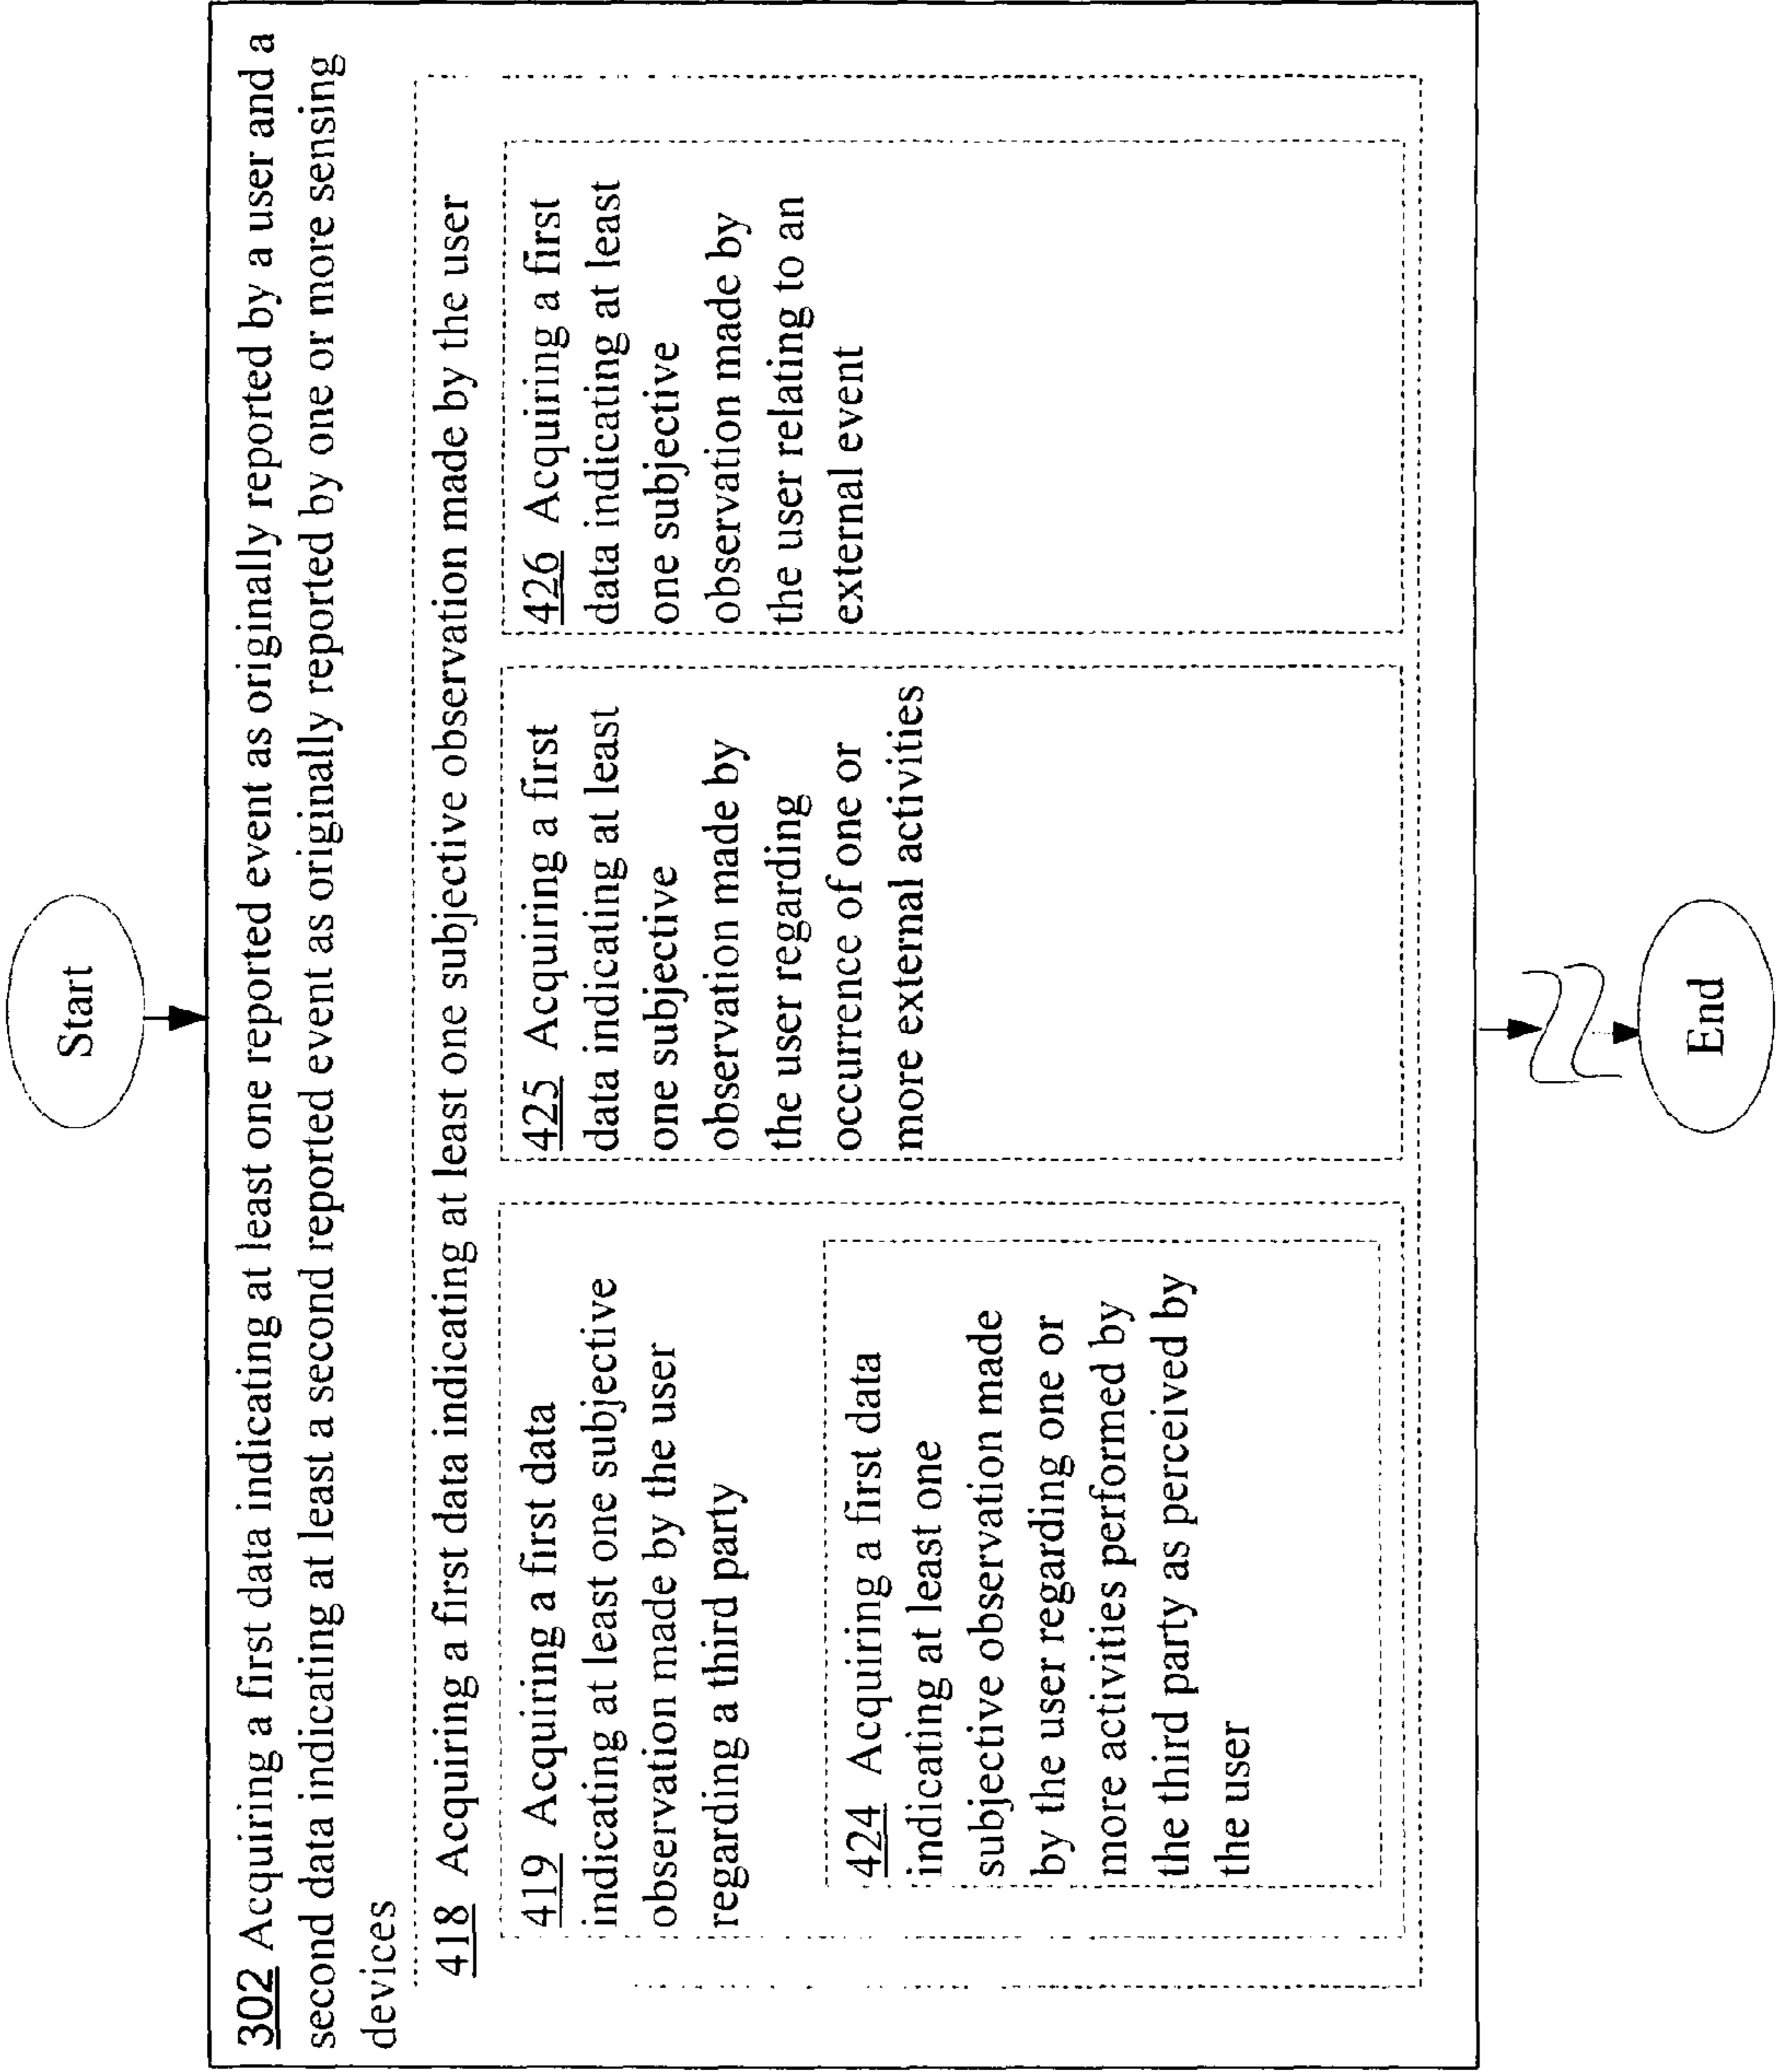 Start
302 Acquiring a first data indicating at least one reported event as originally reported by a user and a
second data indicating at least a second reported event as originally reported by one or more sensing
devices
418 Acquiring a first data indicating at least one subjective observation made by the user
419 Acquiring a first data
indicating at least one subjective
observation made by the user
regarding a third party
424 Acquiring a first data
indicating at least one
subjective observation made
by the user regarding one or
more activities performed by
the third party as perceived by
the user
425 Acquiring a first
data indicating at least
one subjective
observation made by
the user regarding
occurrence of one or
more external activities
426 Acquiring a first
data indicating at least
one subjective
observation made by
the user relating to an
external event
End